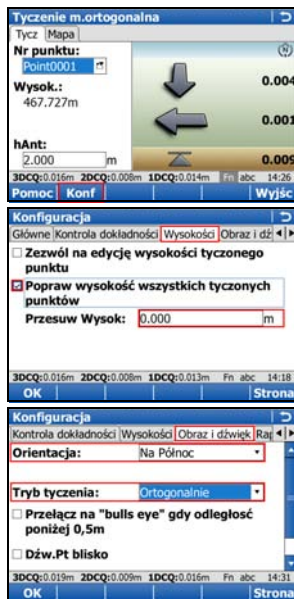 Tyczenie m.ortogonalna
Tycz Mapa
Nr punktu:
Point0001
Wysok.:
467.727m
0.004
0.001
hAnt:
2.000 m
0.009
3DCQ:0.016m 2DCQ:0.008m 1DCQ:0.014m Fn abc 14:26
Pomoc Konf Wyjśc
Konfiguracja
Główne Kontrola dokładności Wysokości Obraz i dź
Zezwól na edycję wysokości tyczonego
punktu
Popraw wysokość wszystkich tyczonych
punktów
Przesuw Wysok: 0.000 m
3DCQ:0.016m 2DCQ:0.008m 1DCQ:0.013m Fn abc 14:18
OK Strona
Konfiguracja
Kontrola dokładności Wysokości Obraz i dźwięk Rap
Orientacja: Na Północ
Tryb tyczenia: Ortogonalnie
Przełącz na "bulls eye" gdy odległość
poniżej 0,5m
Dźw.Pt blisko
3DCQ:0.019m 2DCQ:0.009m 1DCQ:0.016m Fn abc 14:31
OK Strona